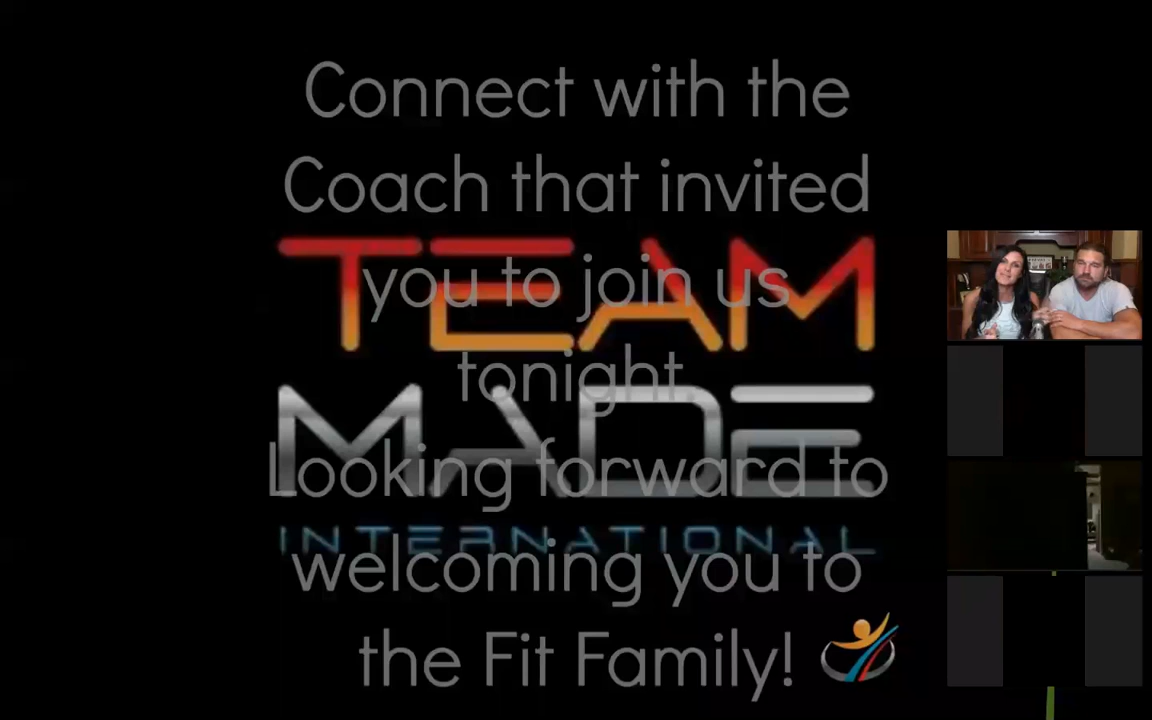 Connect with the
Coach that invited
you to join us
tonight.
Looking forward to
welcoming you to
the Fit Family!
TEAM
MADE
INTERNATIONAL